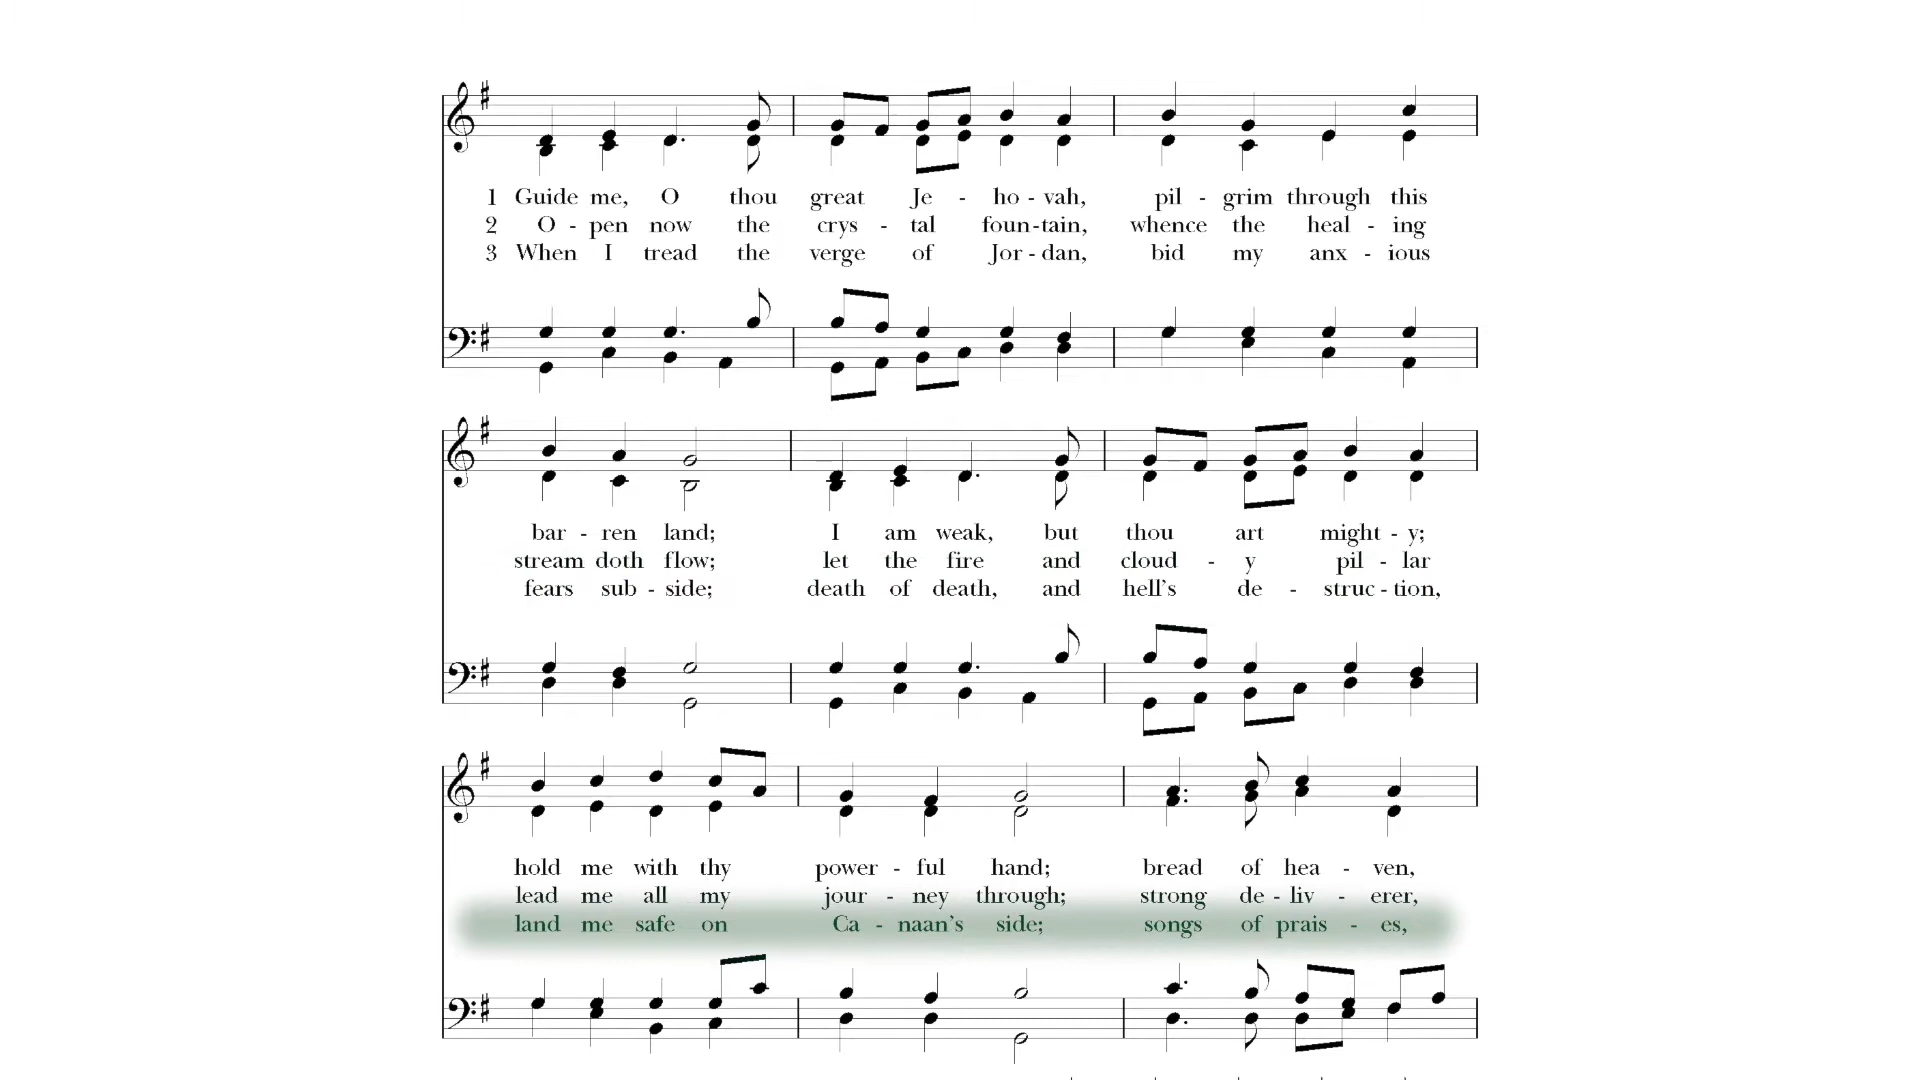 1 Guide me, O thou great Je - ho - vah, pil - grim through this
2 O - pen now the crys - tal foun - tain, whence the heal - ing
3 When I tread the verge of Jor - dan, bid my anx - ious
bar - ren land; I am weak, but thou art might - y;
stream doth flow; let the fire and cloud - y pil - lar
fears sub - side; death of death, and hell's de - struc - tion,
hold me with thy power - ful hand; bread of hea - ven,
lead me all my jour - ney through; strong de - liv - erer,
land me safe on Ca - naan's side; songs of prais - es,